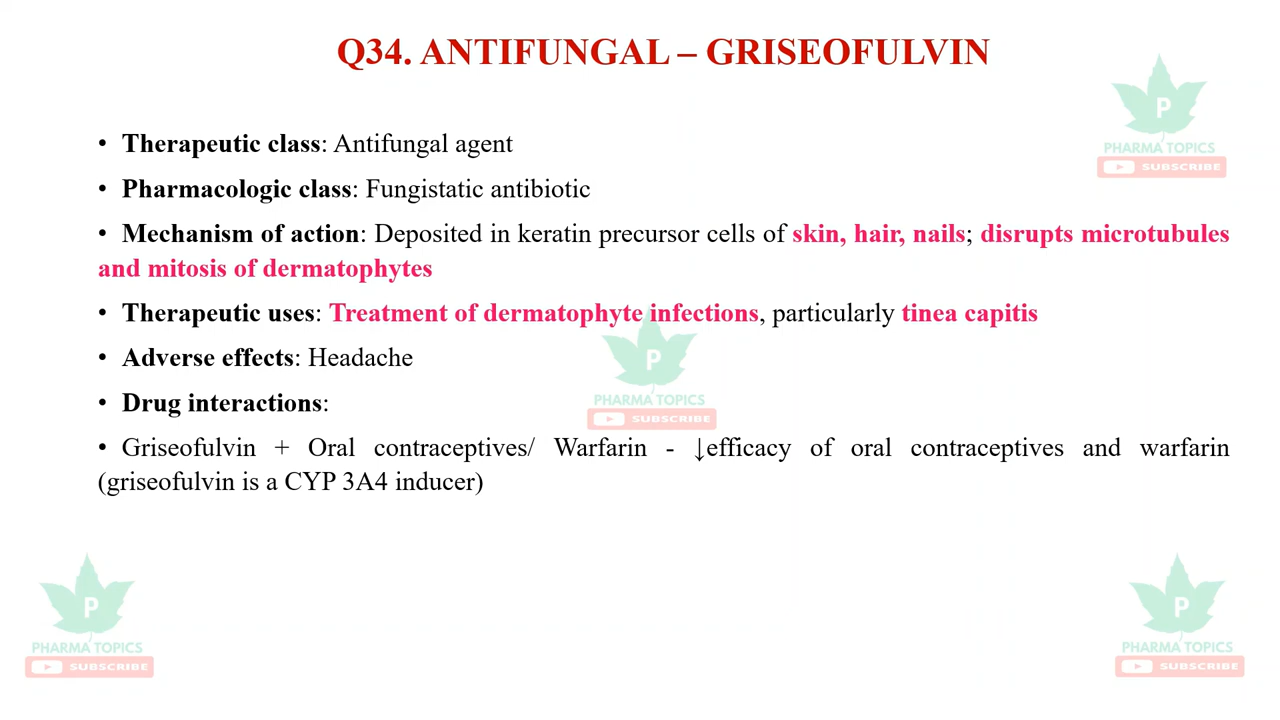 Q34. ANTIFUNGAL – GRISEOFULVIN
P
PHARMA TOPICS
SUBSCRIBE
• Therapeutic class: Antifungal agent
• Pharmacologic class: Fungistatic antibiotic
• Mechanism of action: Deposited in keratin precursor cells of skin, hair, nails; disrupts microtubules
and mitosis of dermatophytes
• Therapeutic uses: Treatment of dermatophyte infections, particularly tinea capitis
• Adverse effects: Headache
P
PHARMA TOPICS
SUBSCRIBE
• Drug interactions:
• Griseofulvin + Oral contraceptives/ Warfarin - ↓efficacy of oral contraceptives and warfarin
(griseofulvin is a CYP 3A4 inducer)
P
PHARMA TOPICS
SUBSCRIBE
P
PHARMA TOPICS
SUBSCRIBE